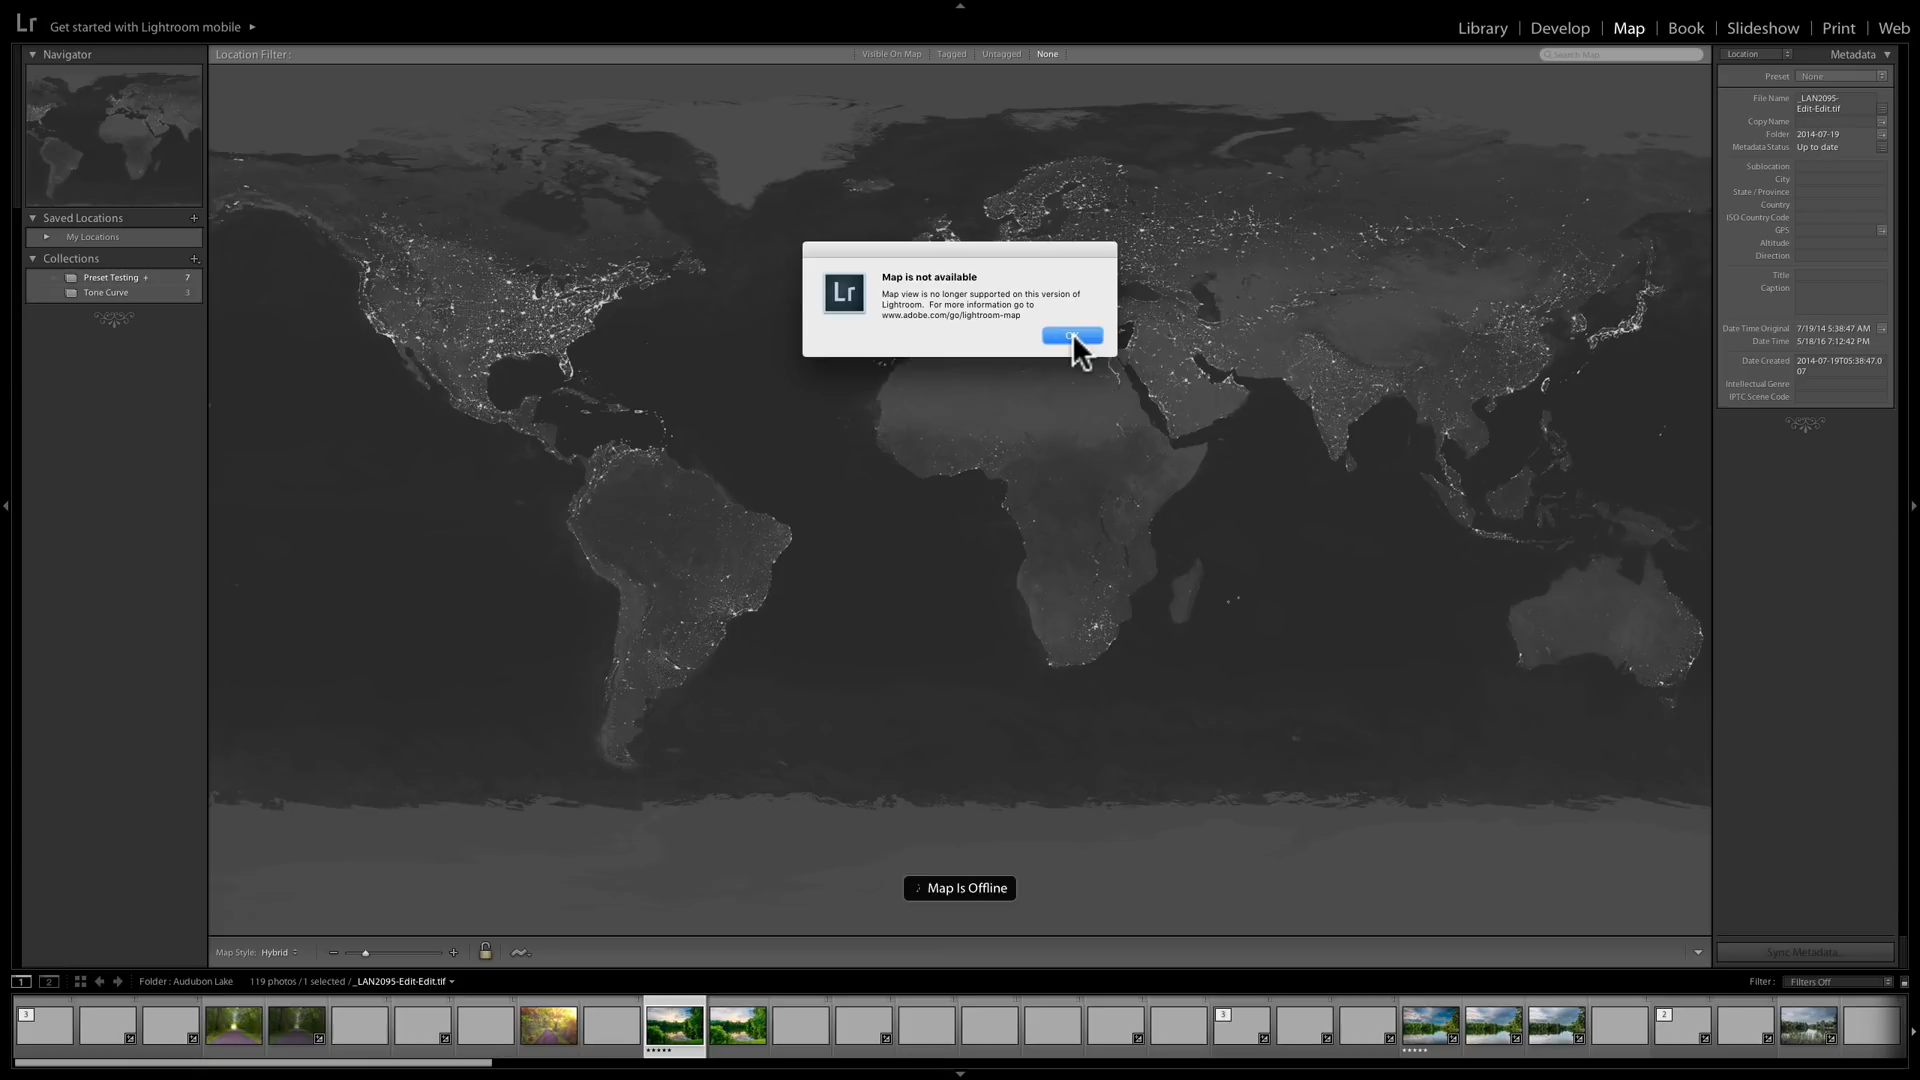 Lr Get started with Lightroom mobile
Library | Develop | Map | Book | Slideshow | Print | Web
Navigator
Location Filter :
Visible On Map
Tagged
Untagged
None
Search Map
Location
Metadata
Preset None
File Name _LAN2095-
Edit-Edit.tif
Copy Name
Folder 2014-07-19
Metadata Status Up to date
Sublocation
City
State / Province
Country
ISO Country Code
GPS
Altitude
Direction
Title
Caption
Date Time Original 7/19/14 5:38:47 AM
Date Time 5/18/16 7:12:42 PM
Date Created 2014-07-19T05:38:47.0
07
Intellectual Genre
IPTC Scene Code
Saved Locations +
My Locations
Collections +
Preset Testing + 7
Tone Curve 3
Map is not available
Lr
Map view is no longer supported on this version of
Lightroom. For more information go to
www.adobe.com/go/lightroom-map
Map Is Offline
Map Style: Hybrid
Sync Metadata...
1 2
Folder : Audubon Lake
119 photos / 1 selected / _LAN2095-Edit-Edit.tif
Filter : Filters Off
3
3
2